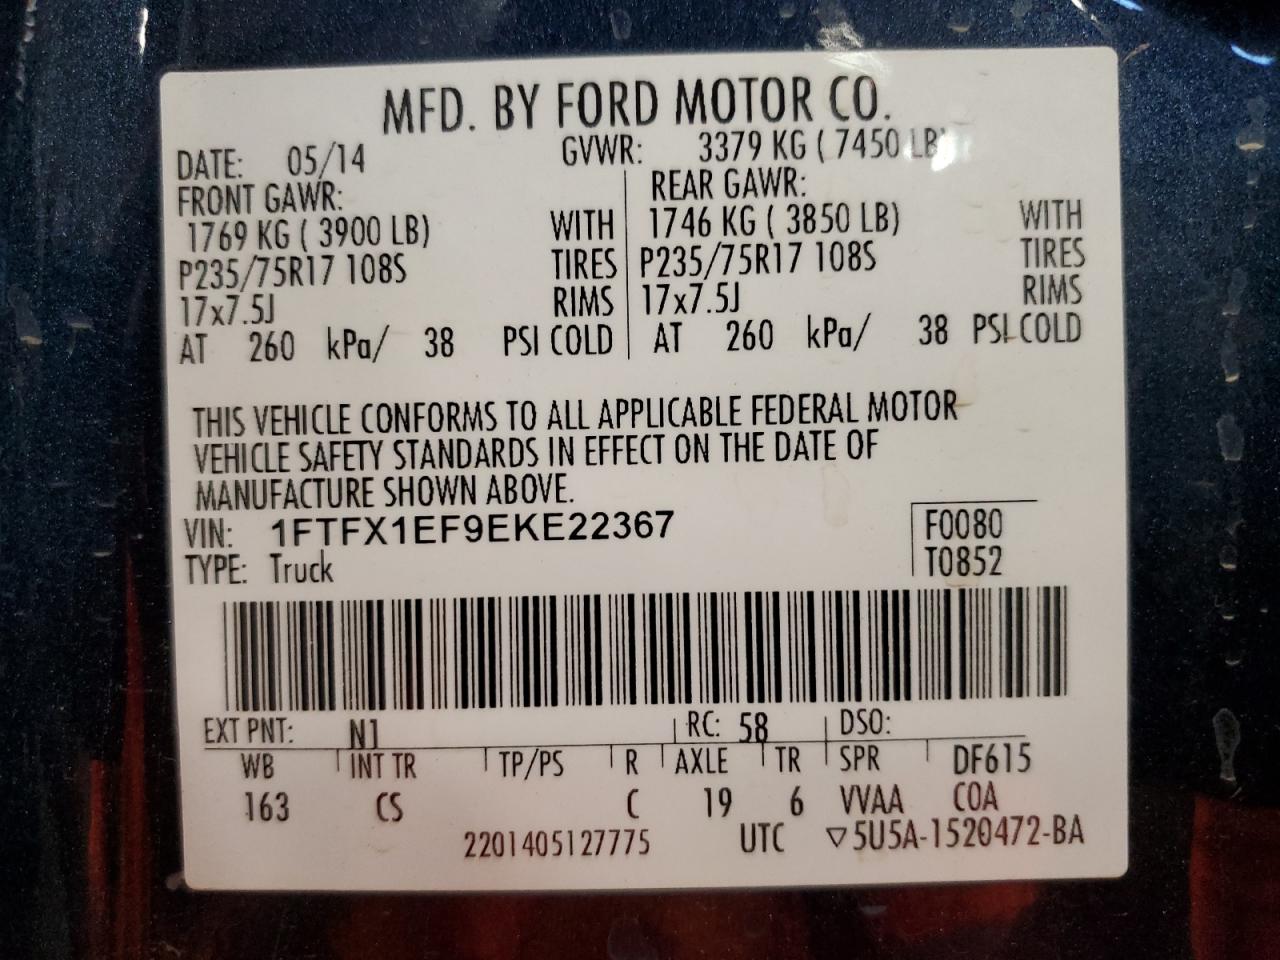 MFD. BY FORD MOTOR CO.
DATE: 05/14 GVWR: 3379 KG ( 7450 LB)
FRONT GAWR: REAR GAWR:
1769 KG ( 3900 LB) WITH 1746 KG ( 3850 LB) WITH
P235/75R17 108S TIRES P235/75R17 108S TIRES
17x7.5J RIMS 17x7.5J RIMS
AT 260 kPa/ 38 PSI COLD AT 260 kPa/ 38 PSI COLD
THIS VEHICLE CONFORMS TO ALL APPLICABLE FEDERAL MOTOR
VEHICLE SAFETY STANDARDS IN EFFECT ON THE DATE OF
MANUFACTURE SHOWN ABOVE.
VIN: 1FTFX1EF9EKE22367 F0080
TYPE: Truck T0852
EXT PNT: N1 RC: 58 DSO:
WB INT TR TP/PS R AXLE TR SPR DF615
163 CS C 19 6 VVAA COA
2201405127775 UTC ▽5U5A-1520472-BA